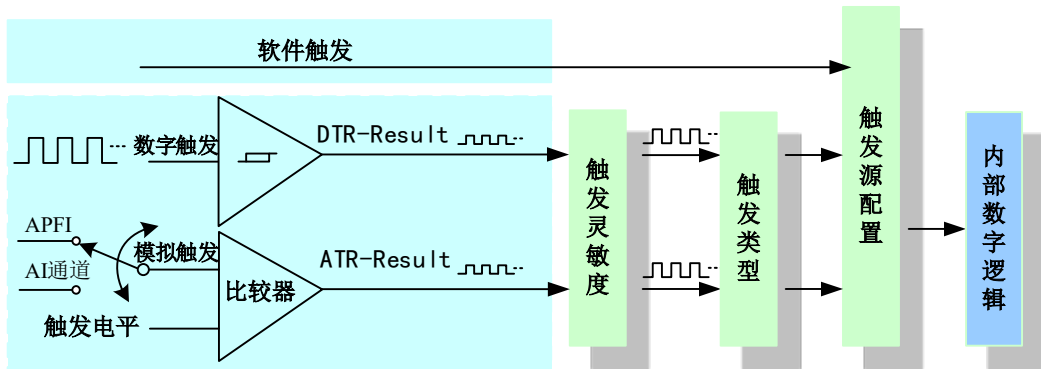 软件触发
数字触发
DTR-Result
APFI
模拟触发
AI通道
触发电平
比较器
ATR-Result
触发灵敏度
触发类型
触发源配置
内部数字逻辑